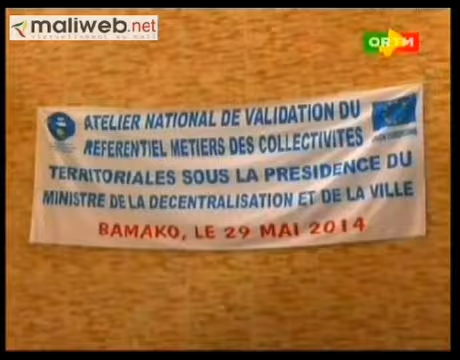 maliweb.net
ORTM
ATELIER NATIONAL DE VALIDATION DU
REFERENTIEL METIERS DES COLLECTIVITES
TERRITORIALES SOUS LA PRESIDENCE DU
MINISTRE DE LA DECENTRALISATION ET DE LA VILLE
BAMAKO, LE 29 MAI 2014